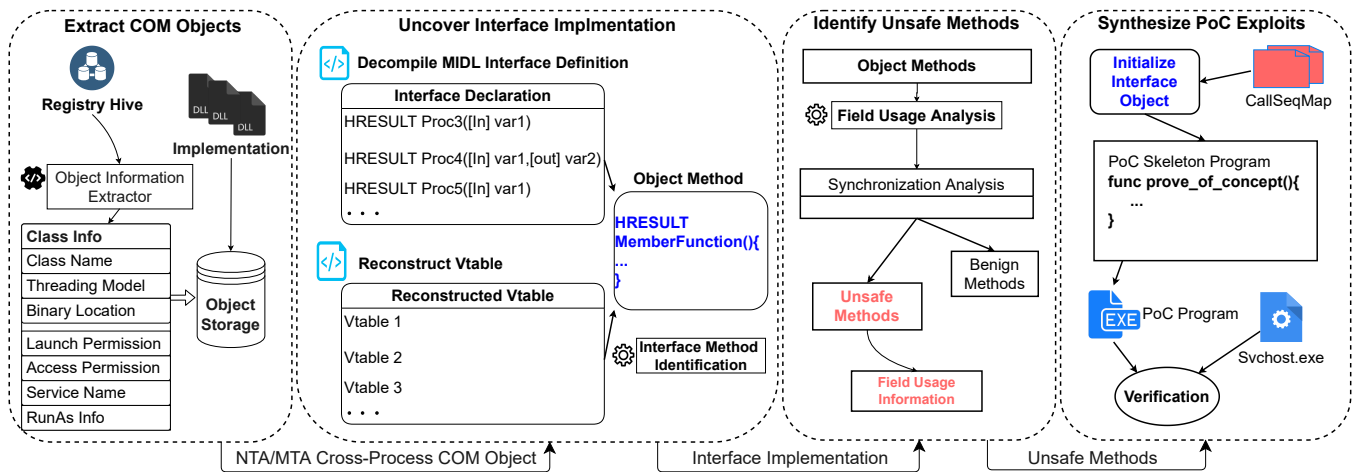 Extract COM Objects
Registry Hive
DLL
DLL
DLL
Implementation
Object Information
Extractor
Class Info
Class Name
Threading Model
Binary Location
Launch Permission
Access Permission
Service Name
RunAs Info
Object
Storage
Uncover Interface Implmentation
Decompile MIDL Interface Definition
Interface Declaration
HRESULT Proc3([In] var1)
HRESULT Proc4([In] var1,[out] var2)
HRESULT Proc5([In] var1)
. . .
Reconstruct Vtable
Reconstructed Vtable
Vtable 1
Vtable 2
Vtable 3
. . .
Object Method
HRESULT
MemberFunction(){
...
}
Interface Method
Identification
Identify Unsafe Methods
Object Methods
Field Usage Analysis
Synchronization Analysis
Unsafe
Methods
Benign
Methods
Field Usage
Information
Synthesize PoC Exploits
Initialize
Interface
Object
CallSeqMap
PoC Skeleton Program
func prove_of_concept(){
...
}
EXE
PoC Program
Svchost.exe
Verification
NTA/MTA Cross-Process COM Object
Interface Implementation
Unsafe Methods